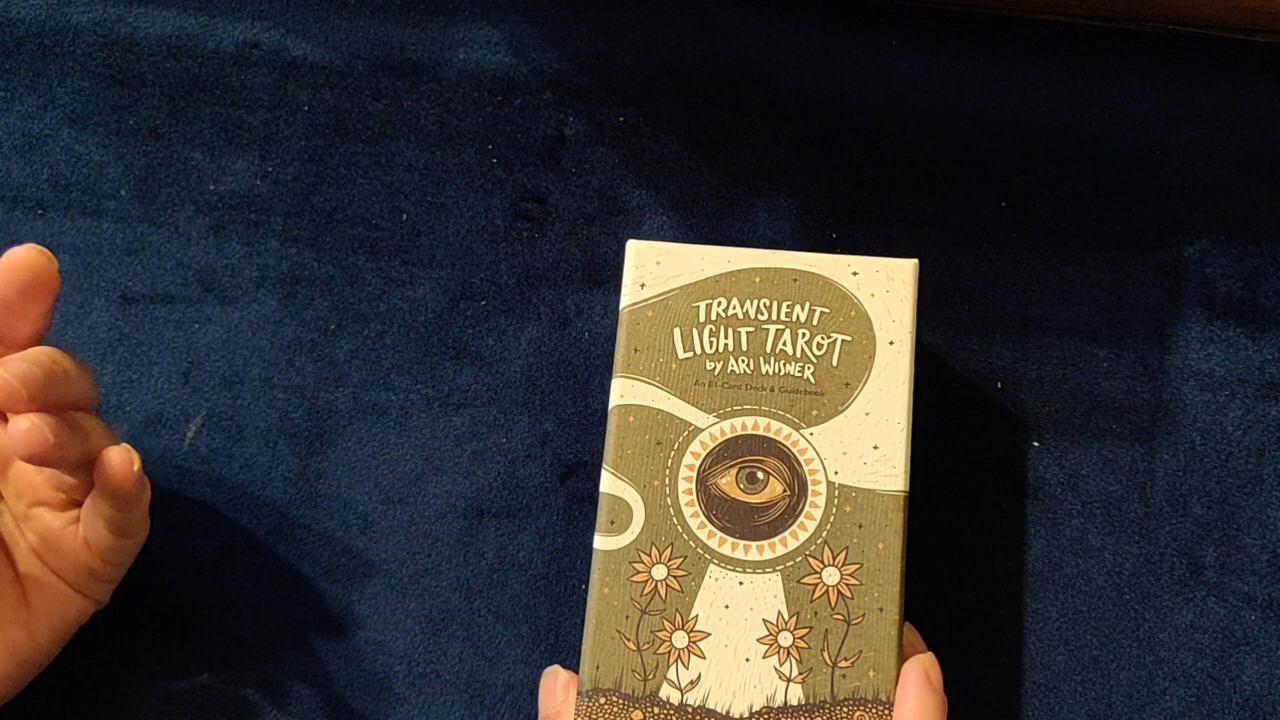 TRANSIENT
LIGHT TAROT
by ARI WISNER
An 81-Card Deck & Guidebook